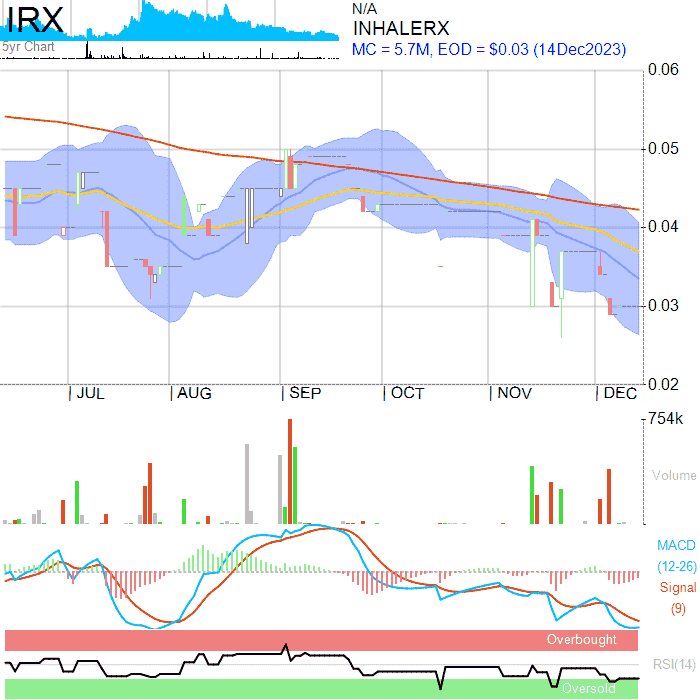 IRX
5yr Chart
N/A
INHALERX
MC = 5.7M, EOD = $0.03 (14Dec2023)
0.06
0.05
0.04
0.03
0.02
JUL AUG SEP OCT NOV DEC
754k
Volume
MACD
(12-26)
Signal
(9)
Overbought
RSI(14)
Oversold